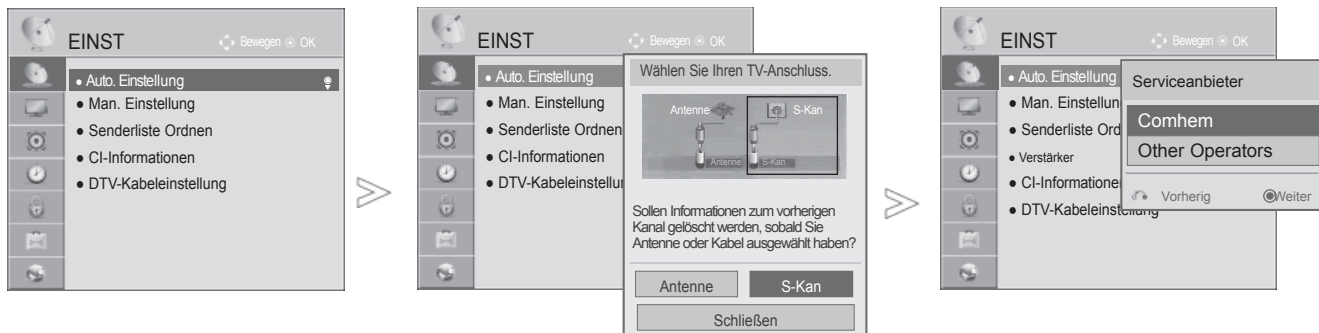 EINST
Bewegen OK
● Auto. Einstellung
● Man. Einstellung
● Senderliste Ordnen
● CI-Informationen
● DTV-Kabeleinstellung
EINST
Bewegen OK
● Auto. Einstellung
● Man. Einstellung
● Senderliste Ordnen
● CI-Informationen
● DTV-Kabeleinstellu
Wählen Sie Ihren TV-Anschluss.
Antenne
S-Kan
Antenne
S-Kan
Sollen Informationen zum vorherigen
Kanal gelöscht werden, sobald Sie
Antenne oder Kabel ausgewählt haben?
Antenne
S-Kan
Schließen
EINST
Bewegen OK
● Auto. Einstellung
● Man. Einstellun
● Senderliste Ord
● Verstärker
● CI-Informatione
● DTV-Kabeleinstellung
Serviceanbieter
Comhem
Other Operators
Vorherig
Weiter